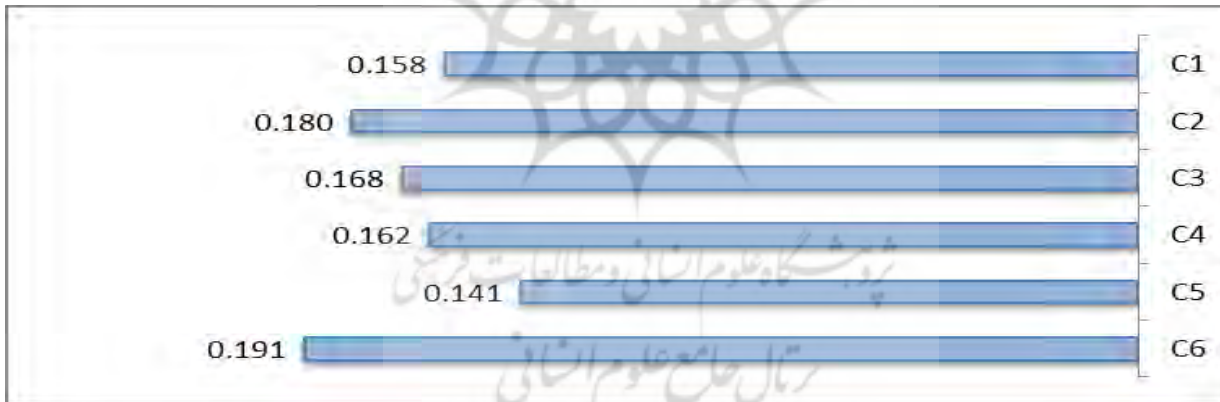 0.158 C1
0.180 C2
0.168 C3
0.162 C4
پژوهشگاه علوم انسانی و مطالعات فرهنگی
0.141 C5
0.191 C6
پرتال جامع علوم انسانی